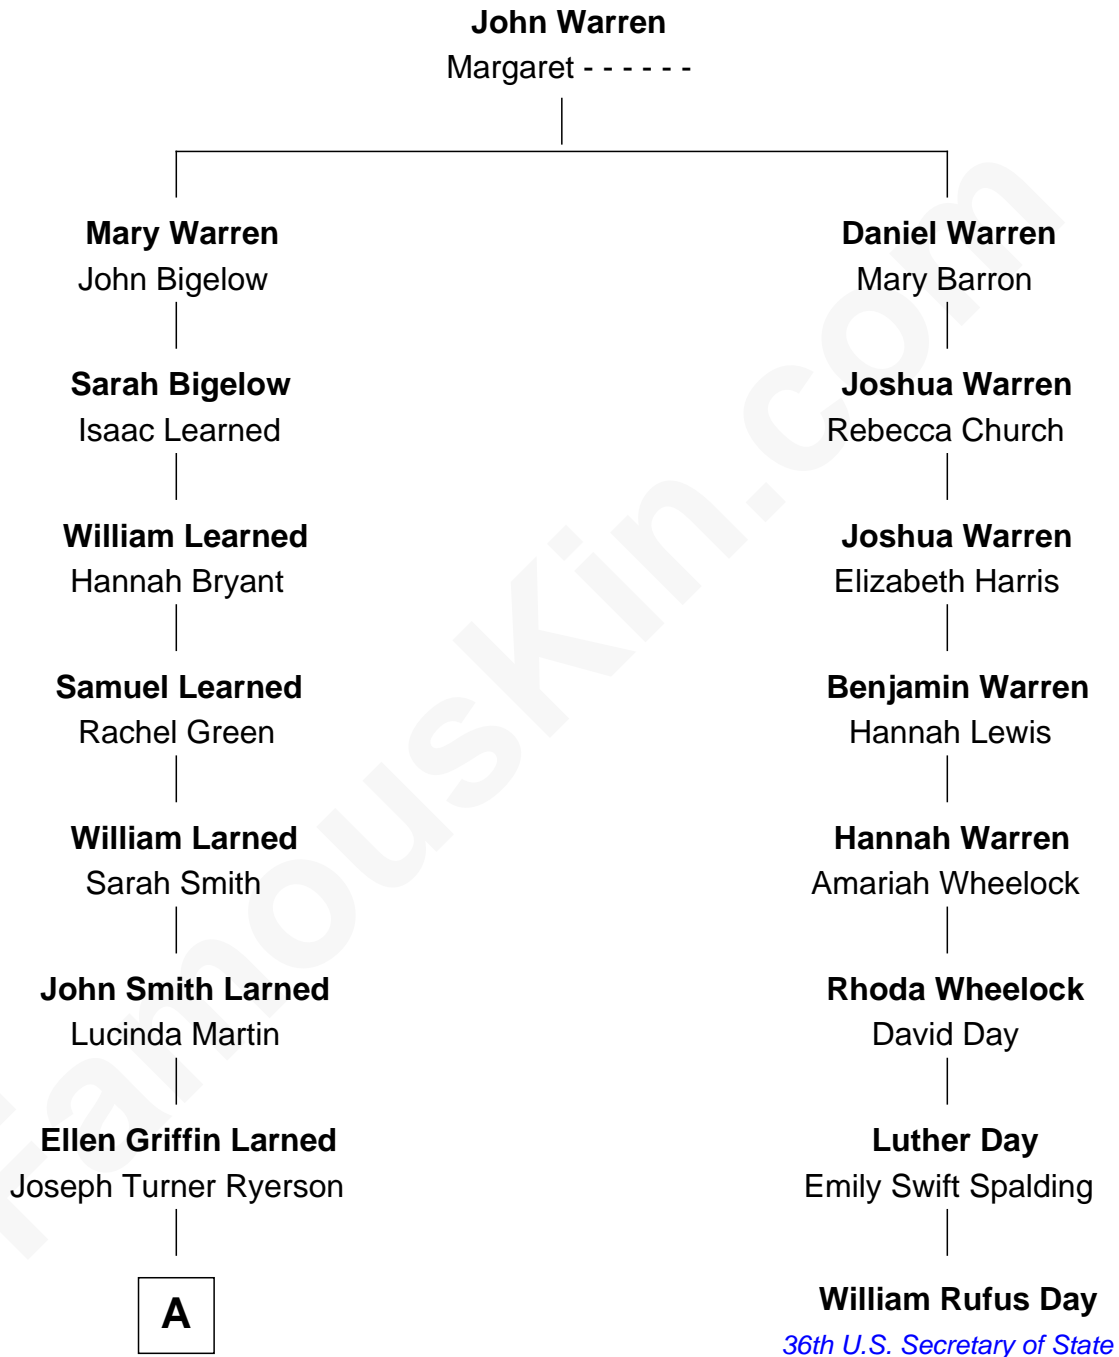 John Warren
Margaret - - - - - -
Mary Warren
John Bigelow
Daniel Warren
Mary Barron
Sarah Bigelow
Isaac Learned
Joshua Warren
Rebecca Church
William Learned
Hannah Bryant
Joshua Warren
Elizabeth Harris
Samuel Learned
Rachel Green
Benjamin Warren
Hannah Lewis
William Larned
Sarah Smith
Hannah Warren
Amariah Wheelock
John Smith Larned
Lucinda Martin
Rhoda Wheelock
David Day
Ellen Griffin Larned
Joseph Turner Ryerson
Luther Day
Emily Swift Spalding
A
William Rufus Day
36th U.S. Secretary of State
FamousKin.com